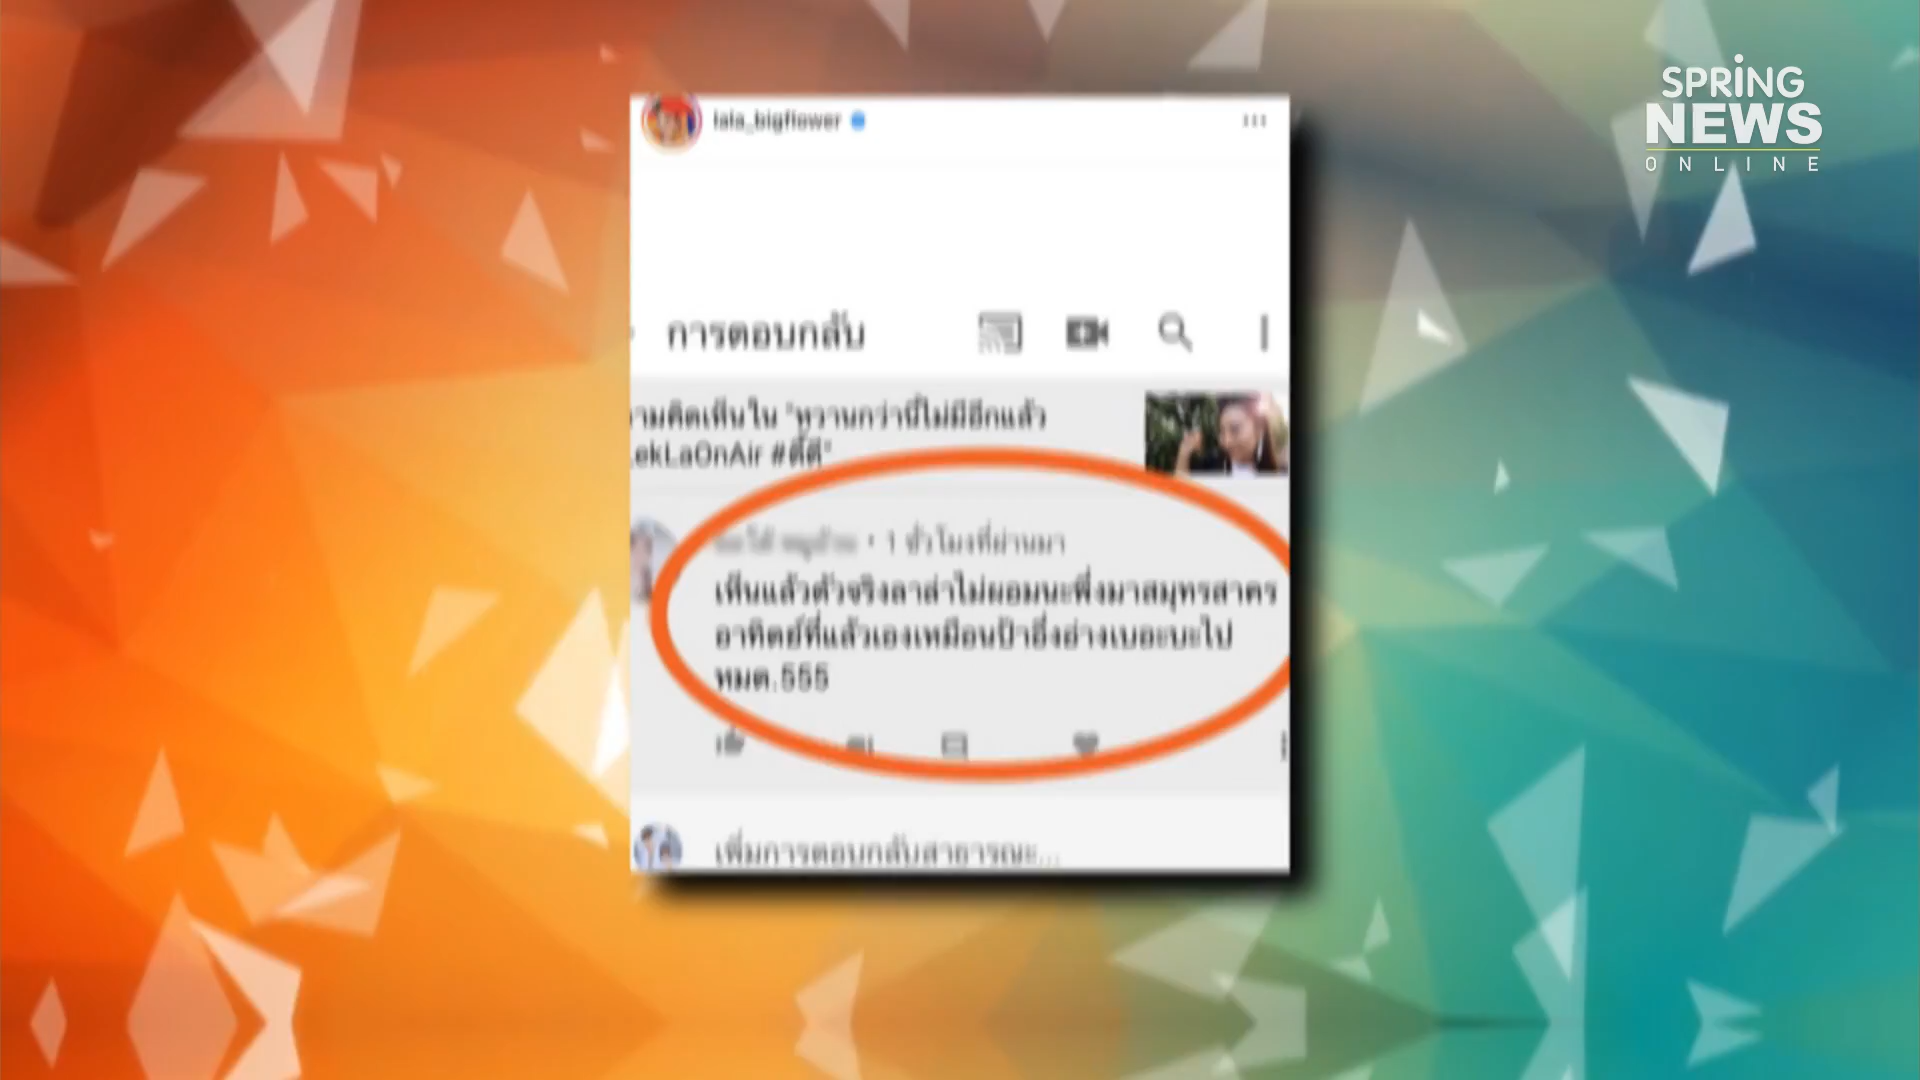 SPRiNG
NEWS
ONLINE
lala_bigflower
การตอบกลับ
ามคิดเห็นใน "หวานกว่านี้ไม่มีอีกแล้ว
ekLaOnAir #ดี๊ดี"
• 1 ชั่วโมงที่ผ่านมา
เห็นแล้วตัวจริงลาล่าไม่ผอมนะพึ่งมาสมุทรสาคร
อาทิตย์ที่แล้วเองเหมือนป้าอึ่งอ่างเบอะบะไป
หมด.555
เพิ่มการตอบกลับสาธารณะ...